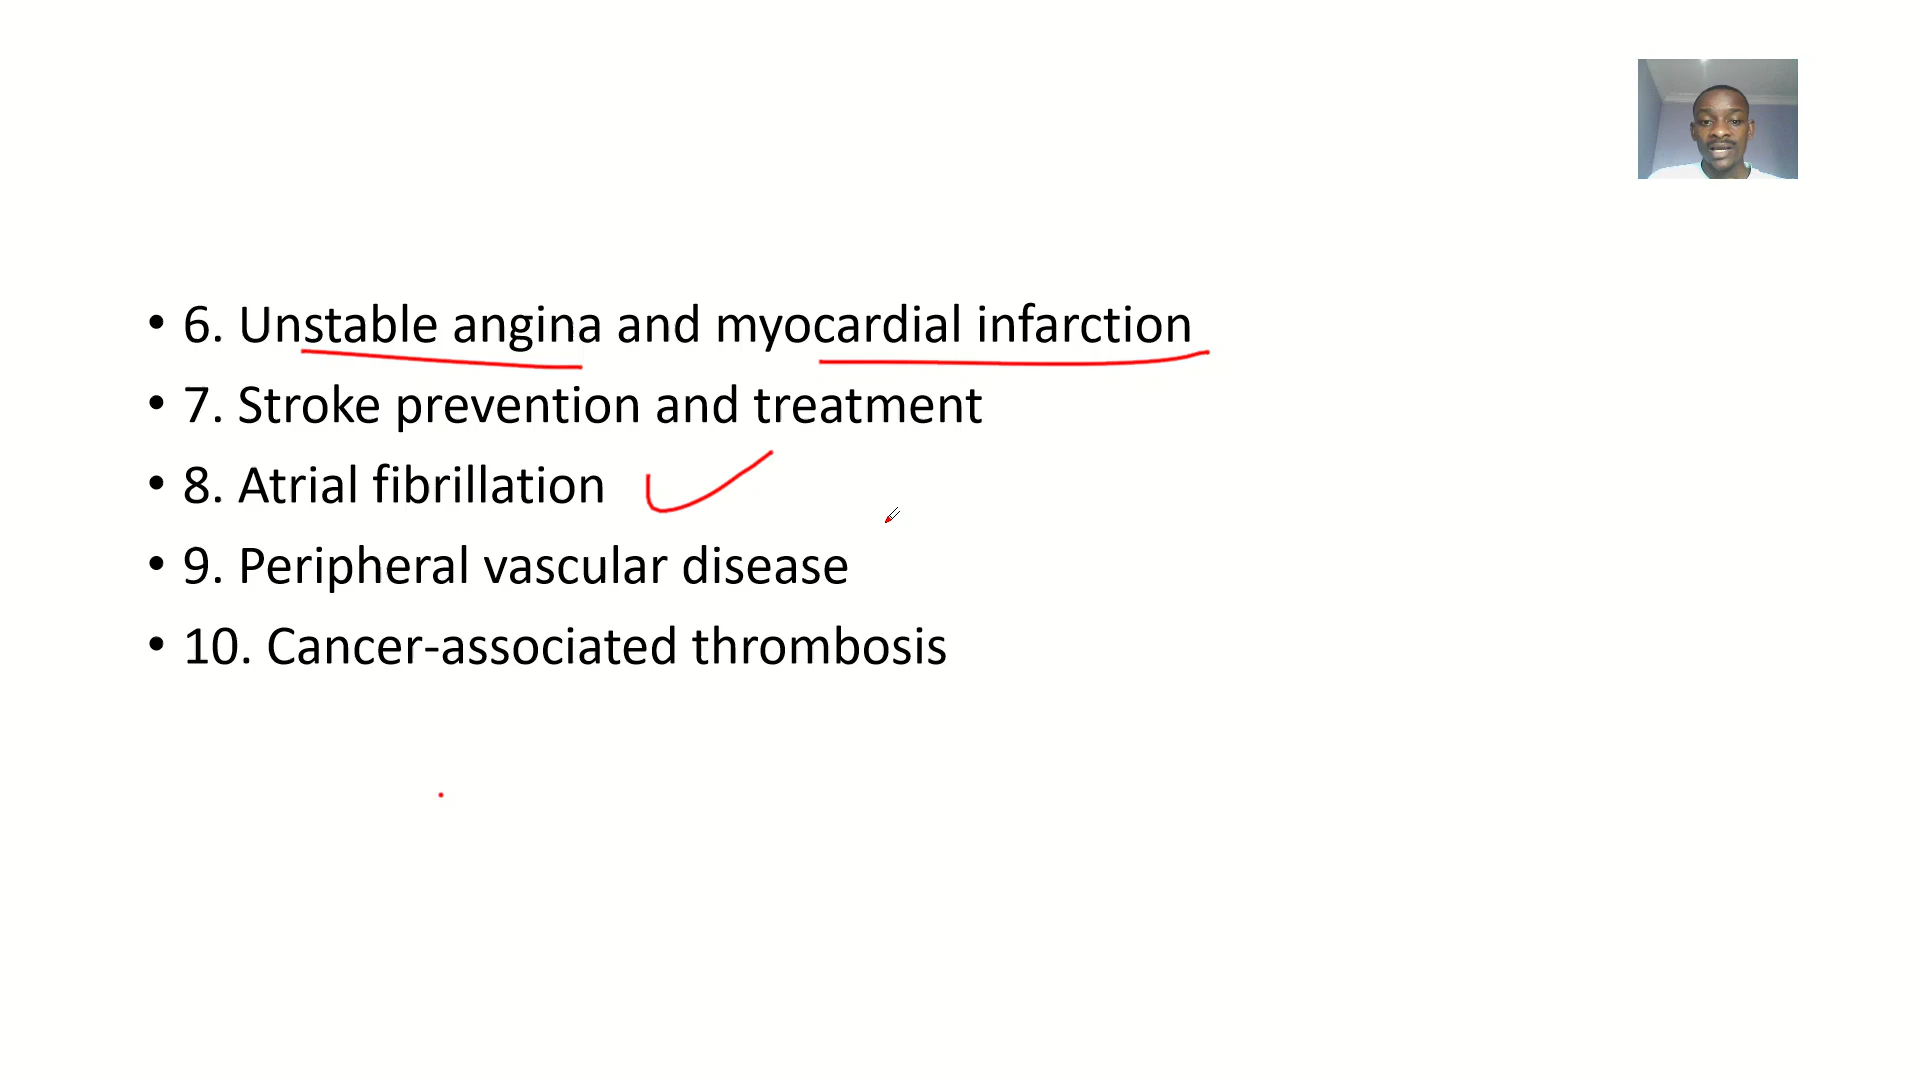 • 6. Unstable angina and myocardial infarction
• 7. Stroke prevention and treatment
• 8. Atrial fibrillation
• 9. Peripheral vascular disease
• 10. Cancer-associated thrombosis